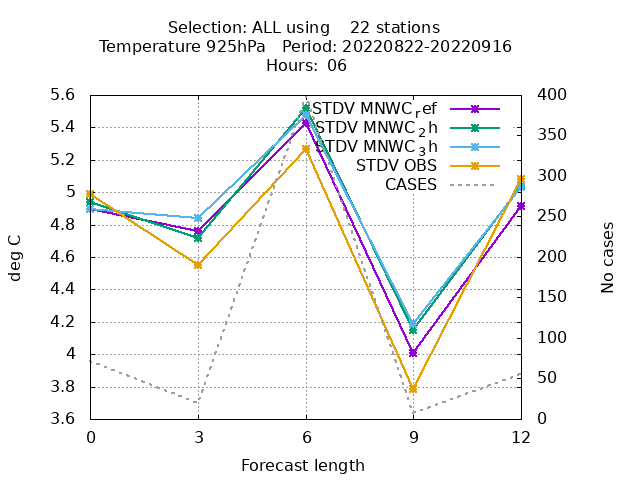 Selection: ALL using    22 stations
Temperature 925hPa   Period: 20220822-20220916
Hours:  06
STDV MNWC_ref
STDV MNWC_2h
STDV MNWC_3h
STDV OBS
CASES
5.6
5.4
5.2
5
4.8
4.6
4.4
4.2
4
3.8
3.6
400
350
300
250
200
150
100
50
0
deg C
No cases
0 3 6 9 12
Forecast length